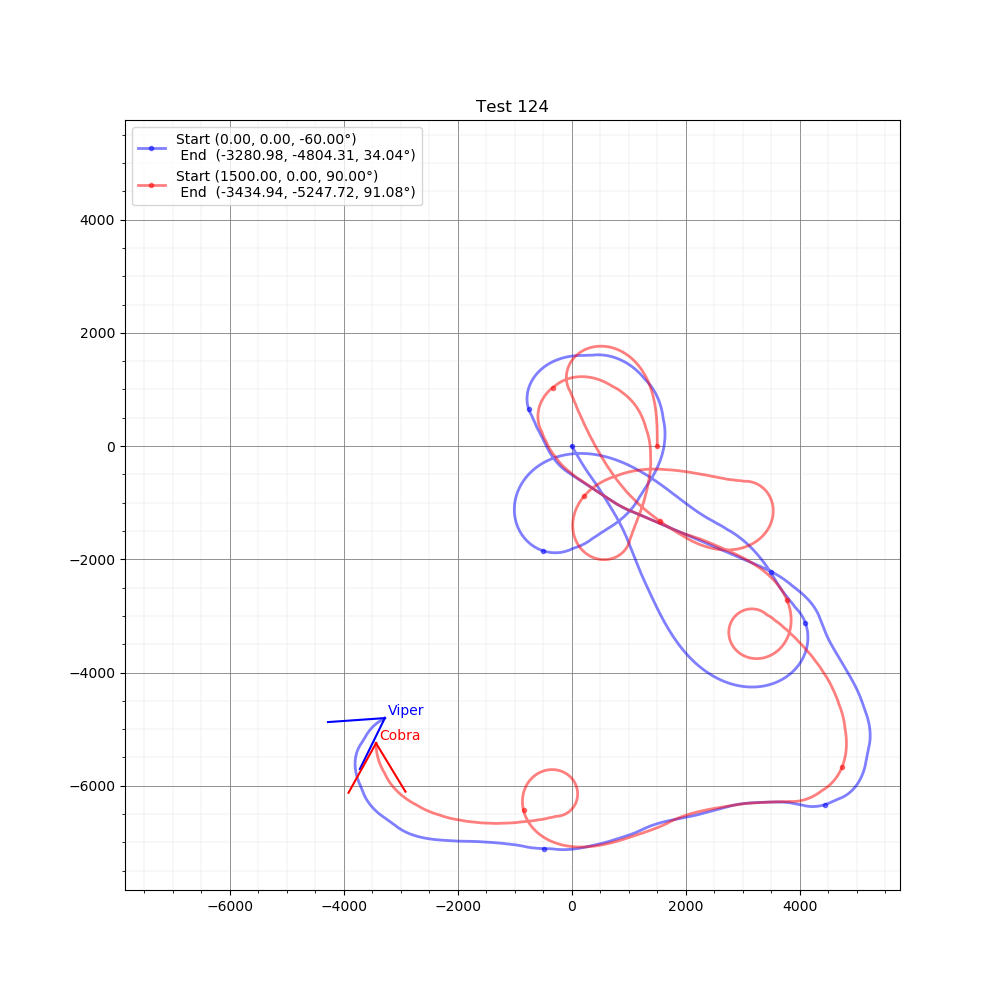 Test 124
Start (0.00, 0.00, -60.00°)
End (-3280.98, -4804.31, 34.04°)
Start (1500.00, 0.00, 90.00°)
End (-3434.94, -5247.72, 91.08°)
4000
2000
0
−2000
−4000
−6000
Viper
Cobra
−6000
−4000
−2000
0
2000
4000